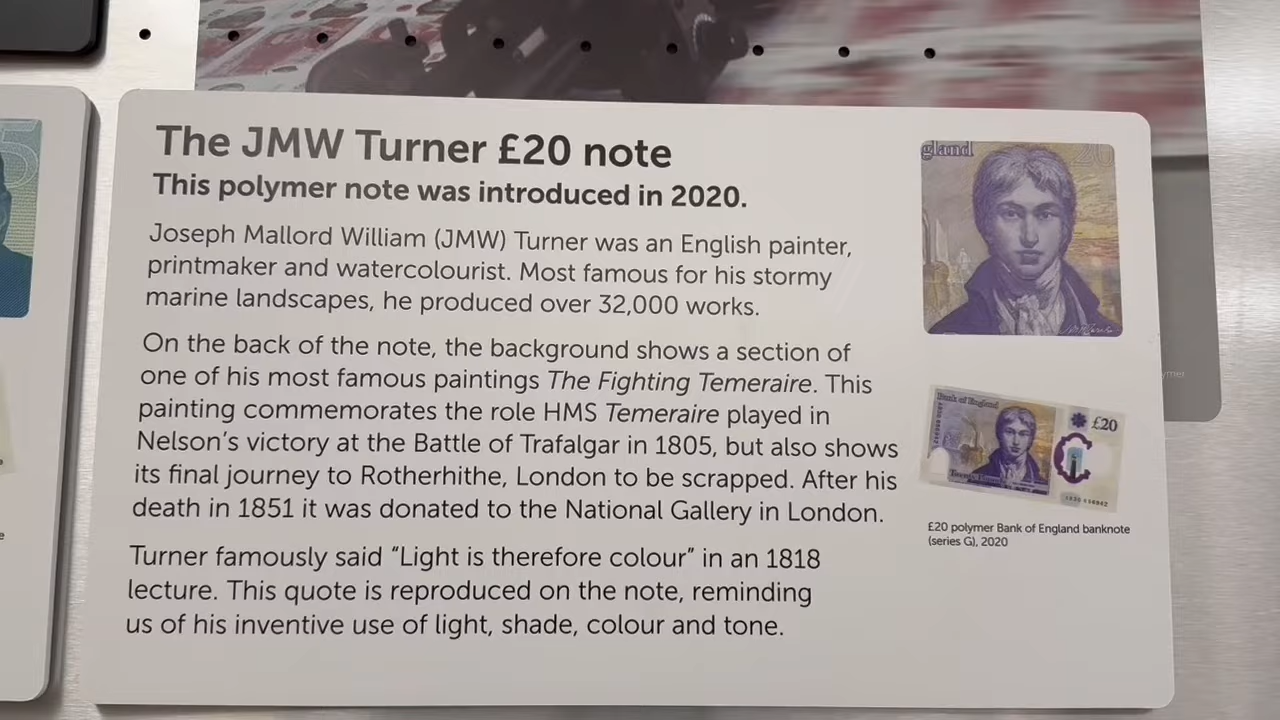 The JMW Turner £20 note
This polymer note was introduced in 2020.
Joseph Mallord William (JMW) Turner was an English painter,
printmaker and watercolourist. Most famous for his stormy
marine landscapes, he produced over 32,000 works.
On the back of the note, the background shows a section of
one of his most famous paintings The Fighting Temeraire. This
painting commemorates the role HMS Temeraire played in
Nelson's victory at the Battle of Trafalgar in 1805, but also shows
its final journey to Rotherhithe, London to be scrapped. After his
death in 1851 it was donated to the National Gallery in London.
Turner famously said “Light is therefore colour” in an 1818
lecture. This quote is reproduced on the note, reminding
us of his inventive use of light, shade, colour and tone.
gland 20
Bank of England
£20
£20 polymer Bank of England banknote
(series G), 2020
5